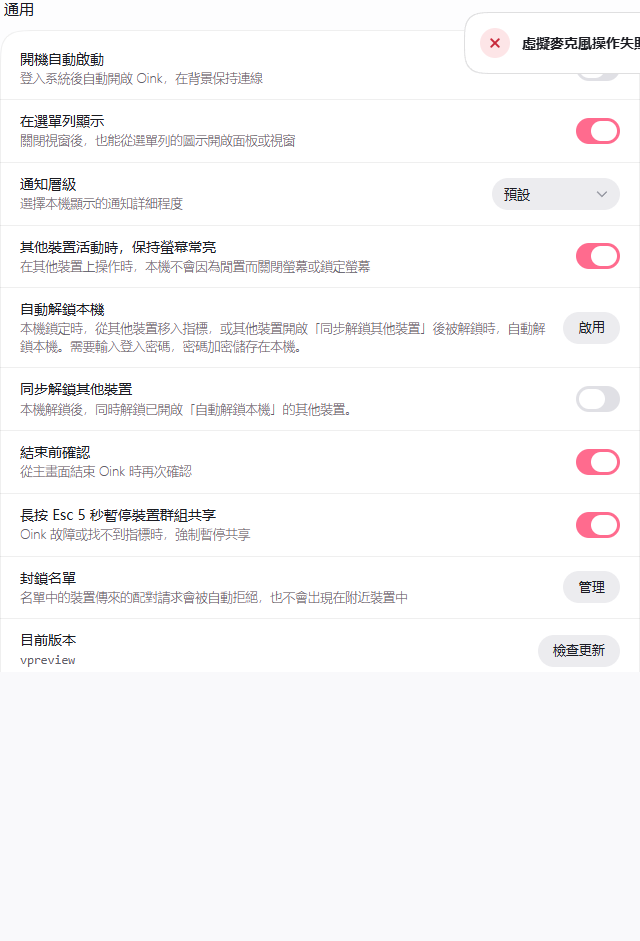 通用
虛擬麥克風操作失
開機自動啟動
登入系統後自動開啟 Oink，在背景保持連線
在選單列顯示
關閉視窗後，也能從選單列的圖示開啟面板或視窗
通知層級
選擇本機顯示的通知詳細程度
預設
其他裝置活動時，保持螢幕常亮
在其他裝置上操作時，本機不會因為閒置而關閉螢幕或鎖定螢幕
自動解鎖本機
本機鎖定時，從其他裝置移入指標，或其他裝置開啟「同步解鎖其他裝置」後被解鎖時，自動解
鎖本機。需要輸入登入密碼，密碼加密儲存在本機。
啟用
同步解鎖其他裝置
本機解鎖後，同時解鎖已開啟「自動解鎖本機」的其他裝置。
結束前確認
從主畫面結束 Oink 時再次確認
長按 Esc 5 秒暫停裝置群組共享
Oink 故障或找不到指標時，強制暫停共享
封鎖名單
名單中的裝置傳來的配對請求會被自動拒絕，也不會出現在附近裝置中
管理
目前版本
vpreview
檢查更新